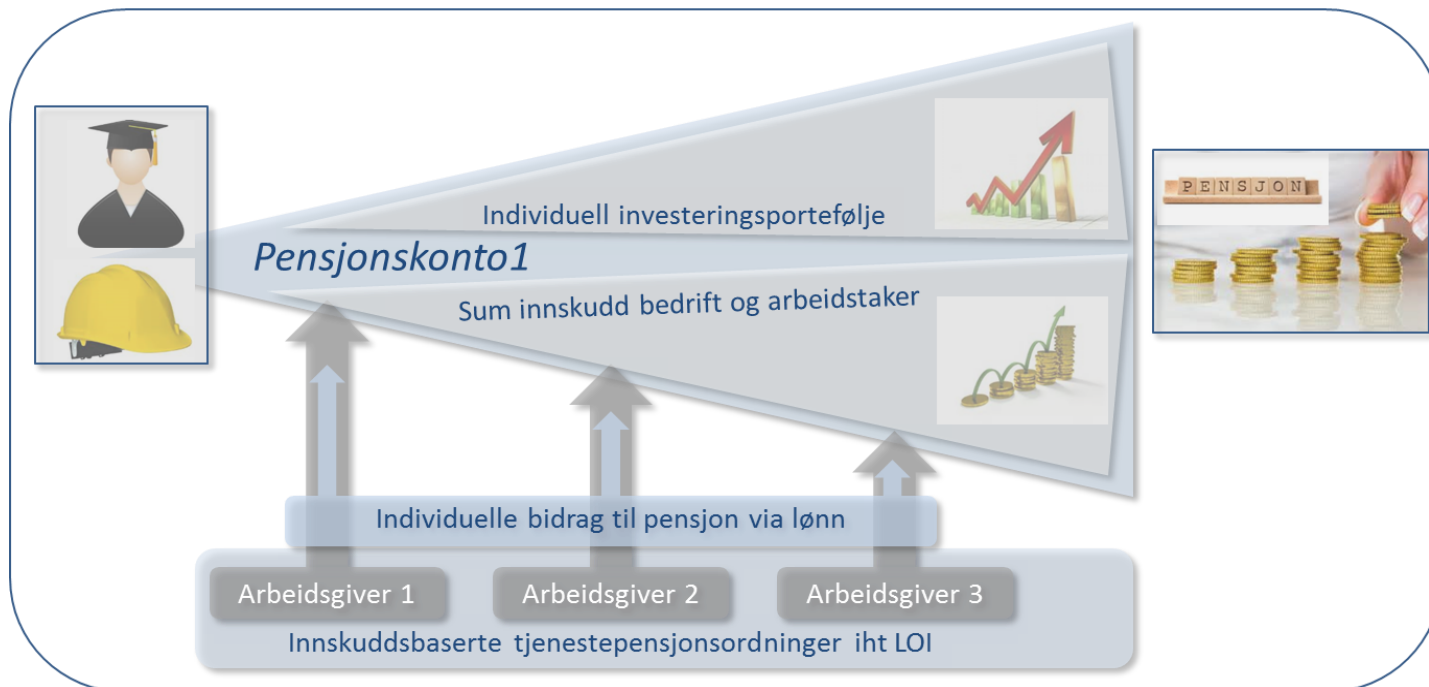 Individuell investeringsportefølje
PENSJON
Pensjonskonto1
Sum innskudd bedrift og arbeidstaker
Individuelle bidrag til pensjon via lønn
Arbeidsgiver 1
Arbeidsgiver 2
Arbeidsgiver 3
Innskuddsbaserte tjenestepensjonsordninger iht LOI